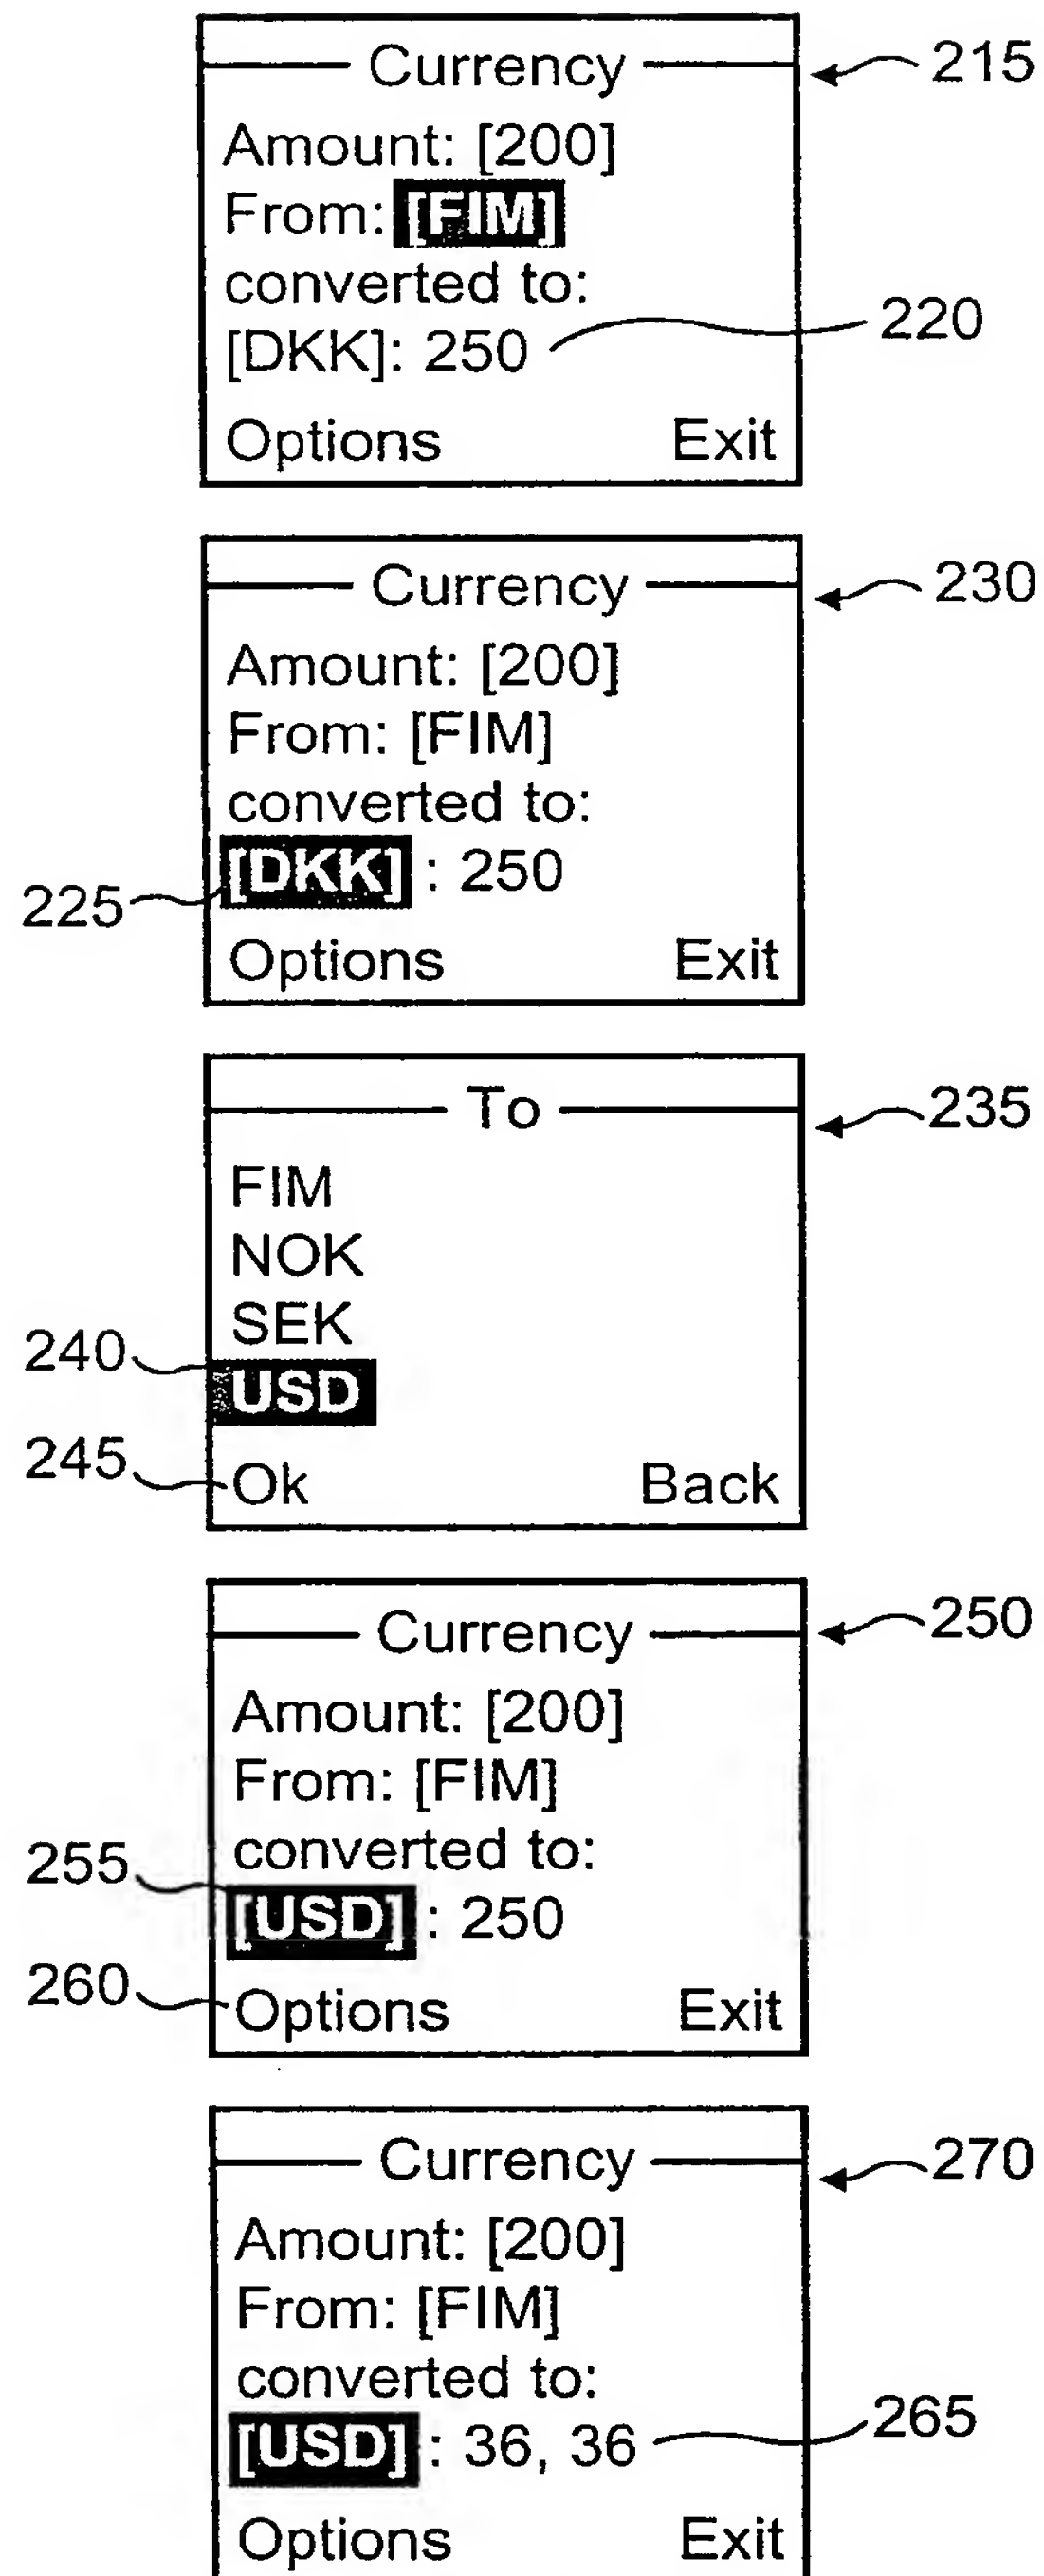 Currency
215
Amount: [200]
From: [FIM]
converted to:
[DKK]: 250
220
Options Exit
Currency
230
Amount: [200]
From: [FIM]
converted to:
[DKK] : 250
225
Options Exit
To
235
FIM
NOK
SEK
240
USD
245
Ok Back
Currency
250
Amount: [200]
From: [FIM]
converted to:
255
[USD] : 250
260
Options Exit
Currency
270
Amount: [200]
From: [FIM]
converted to:
[USD] : 36, 36
265
Options Exit